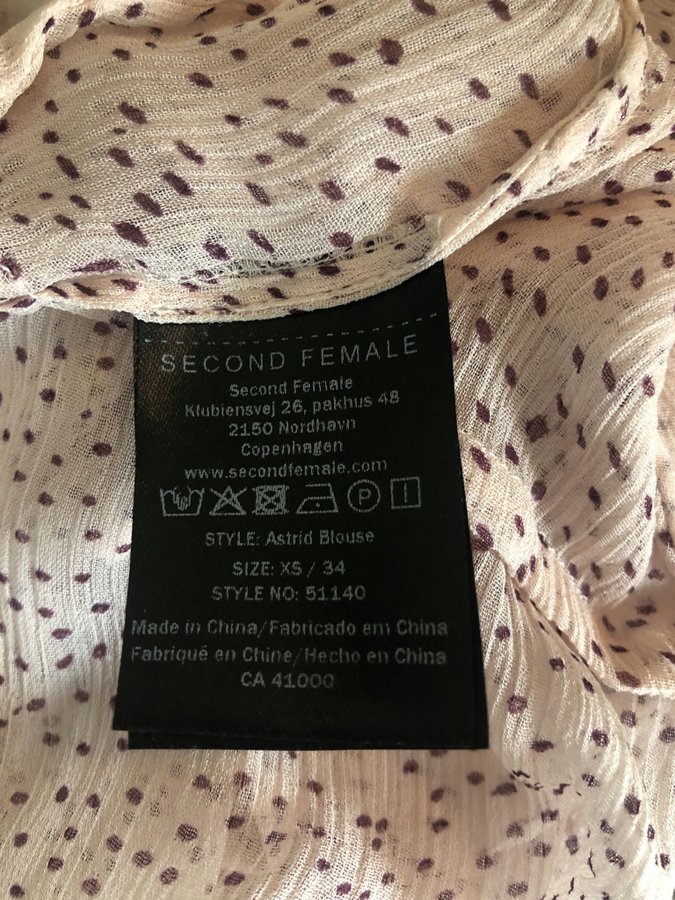 SECOND FEMALE
Second Female
Klubiensvej 26, pakhus 48
2150 Nordhavn
Copenhagen
www.secondfemale.com
P
STYLE: Astrid Blouse
SIZE: XS / 34
STYLE NO: 51140
Made in China/Fabricado em China
Fabriqué en Chine/Hecho en China
CA 41000